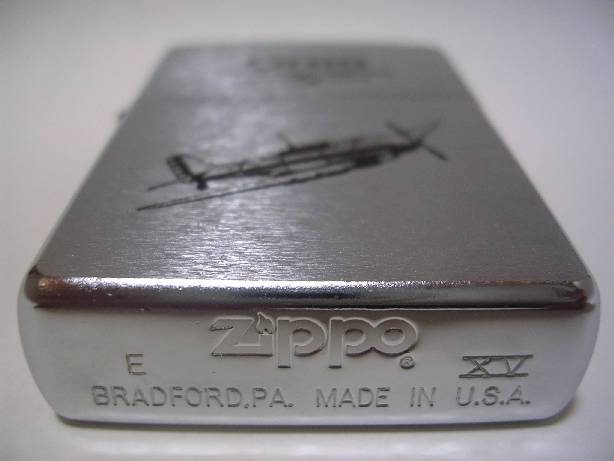 Zippo®
E XV
BRADFORD,PA. MADE IN U.S.A.